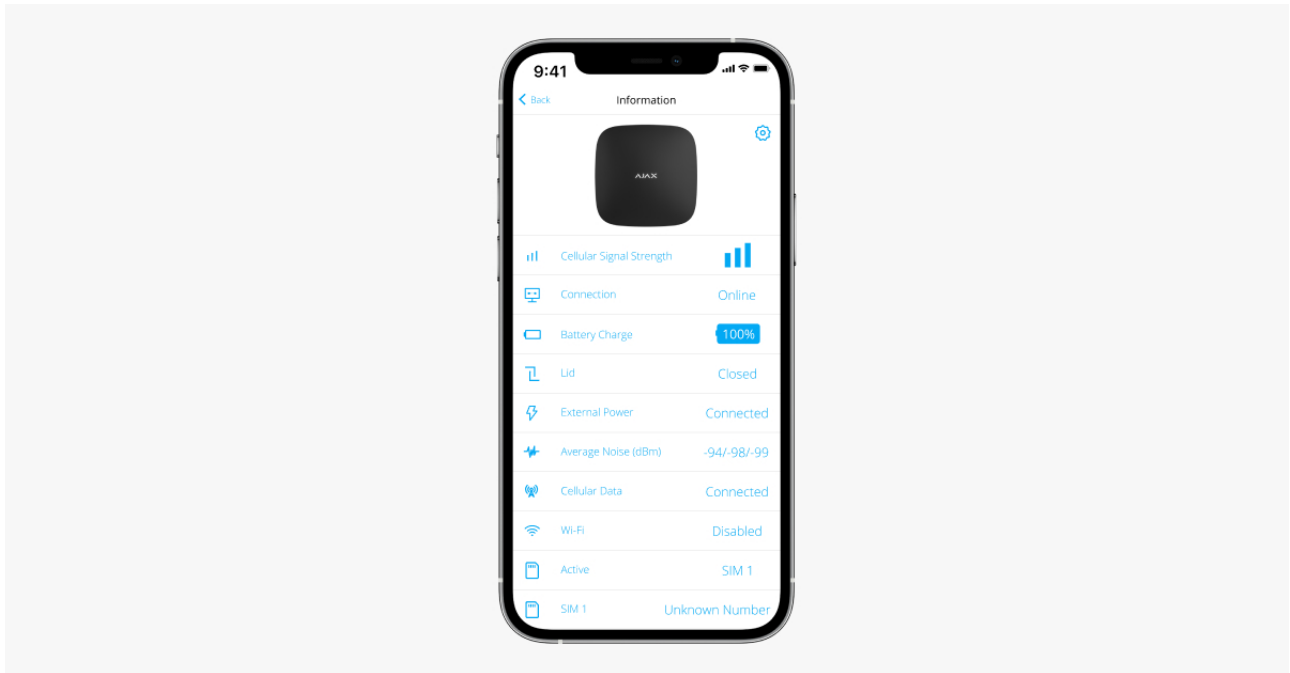 9:41
Back Information
AJAX
Cellular Signal Strength
Connection Online
Battery Charge 100%
Lid Closed
External Power Connected
Average Noise (dBm) -94/-98/-99
Cellular Data Connected
Wi-Fi Disabled
Active SIM 1
SIM 1 Unknown Number